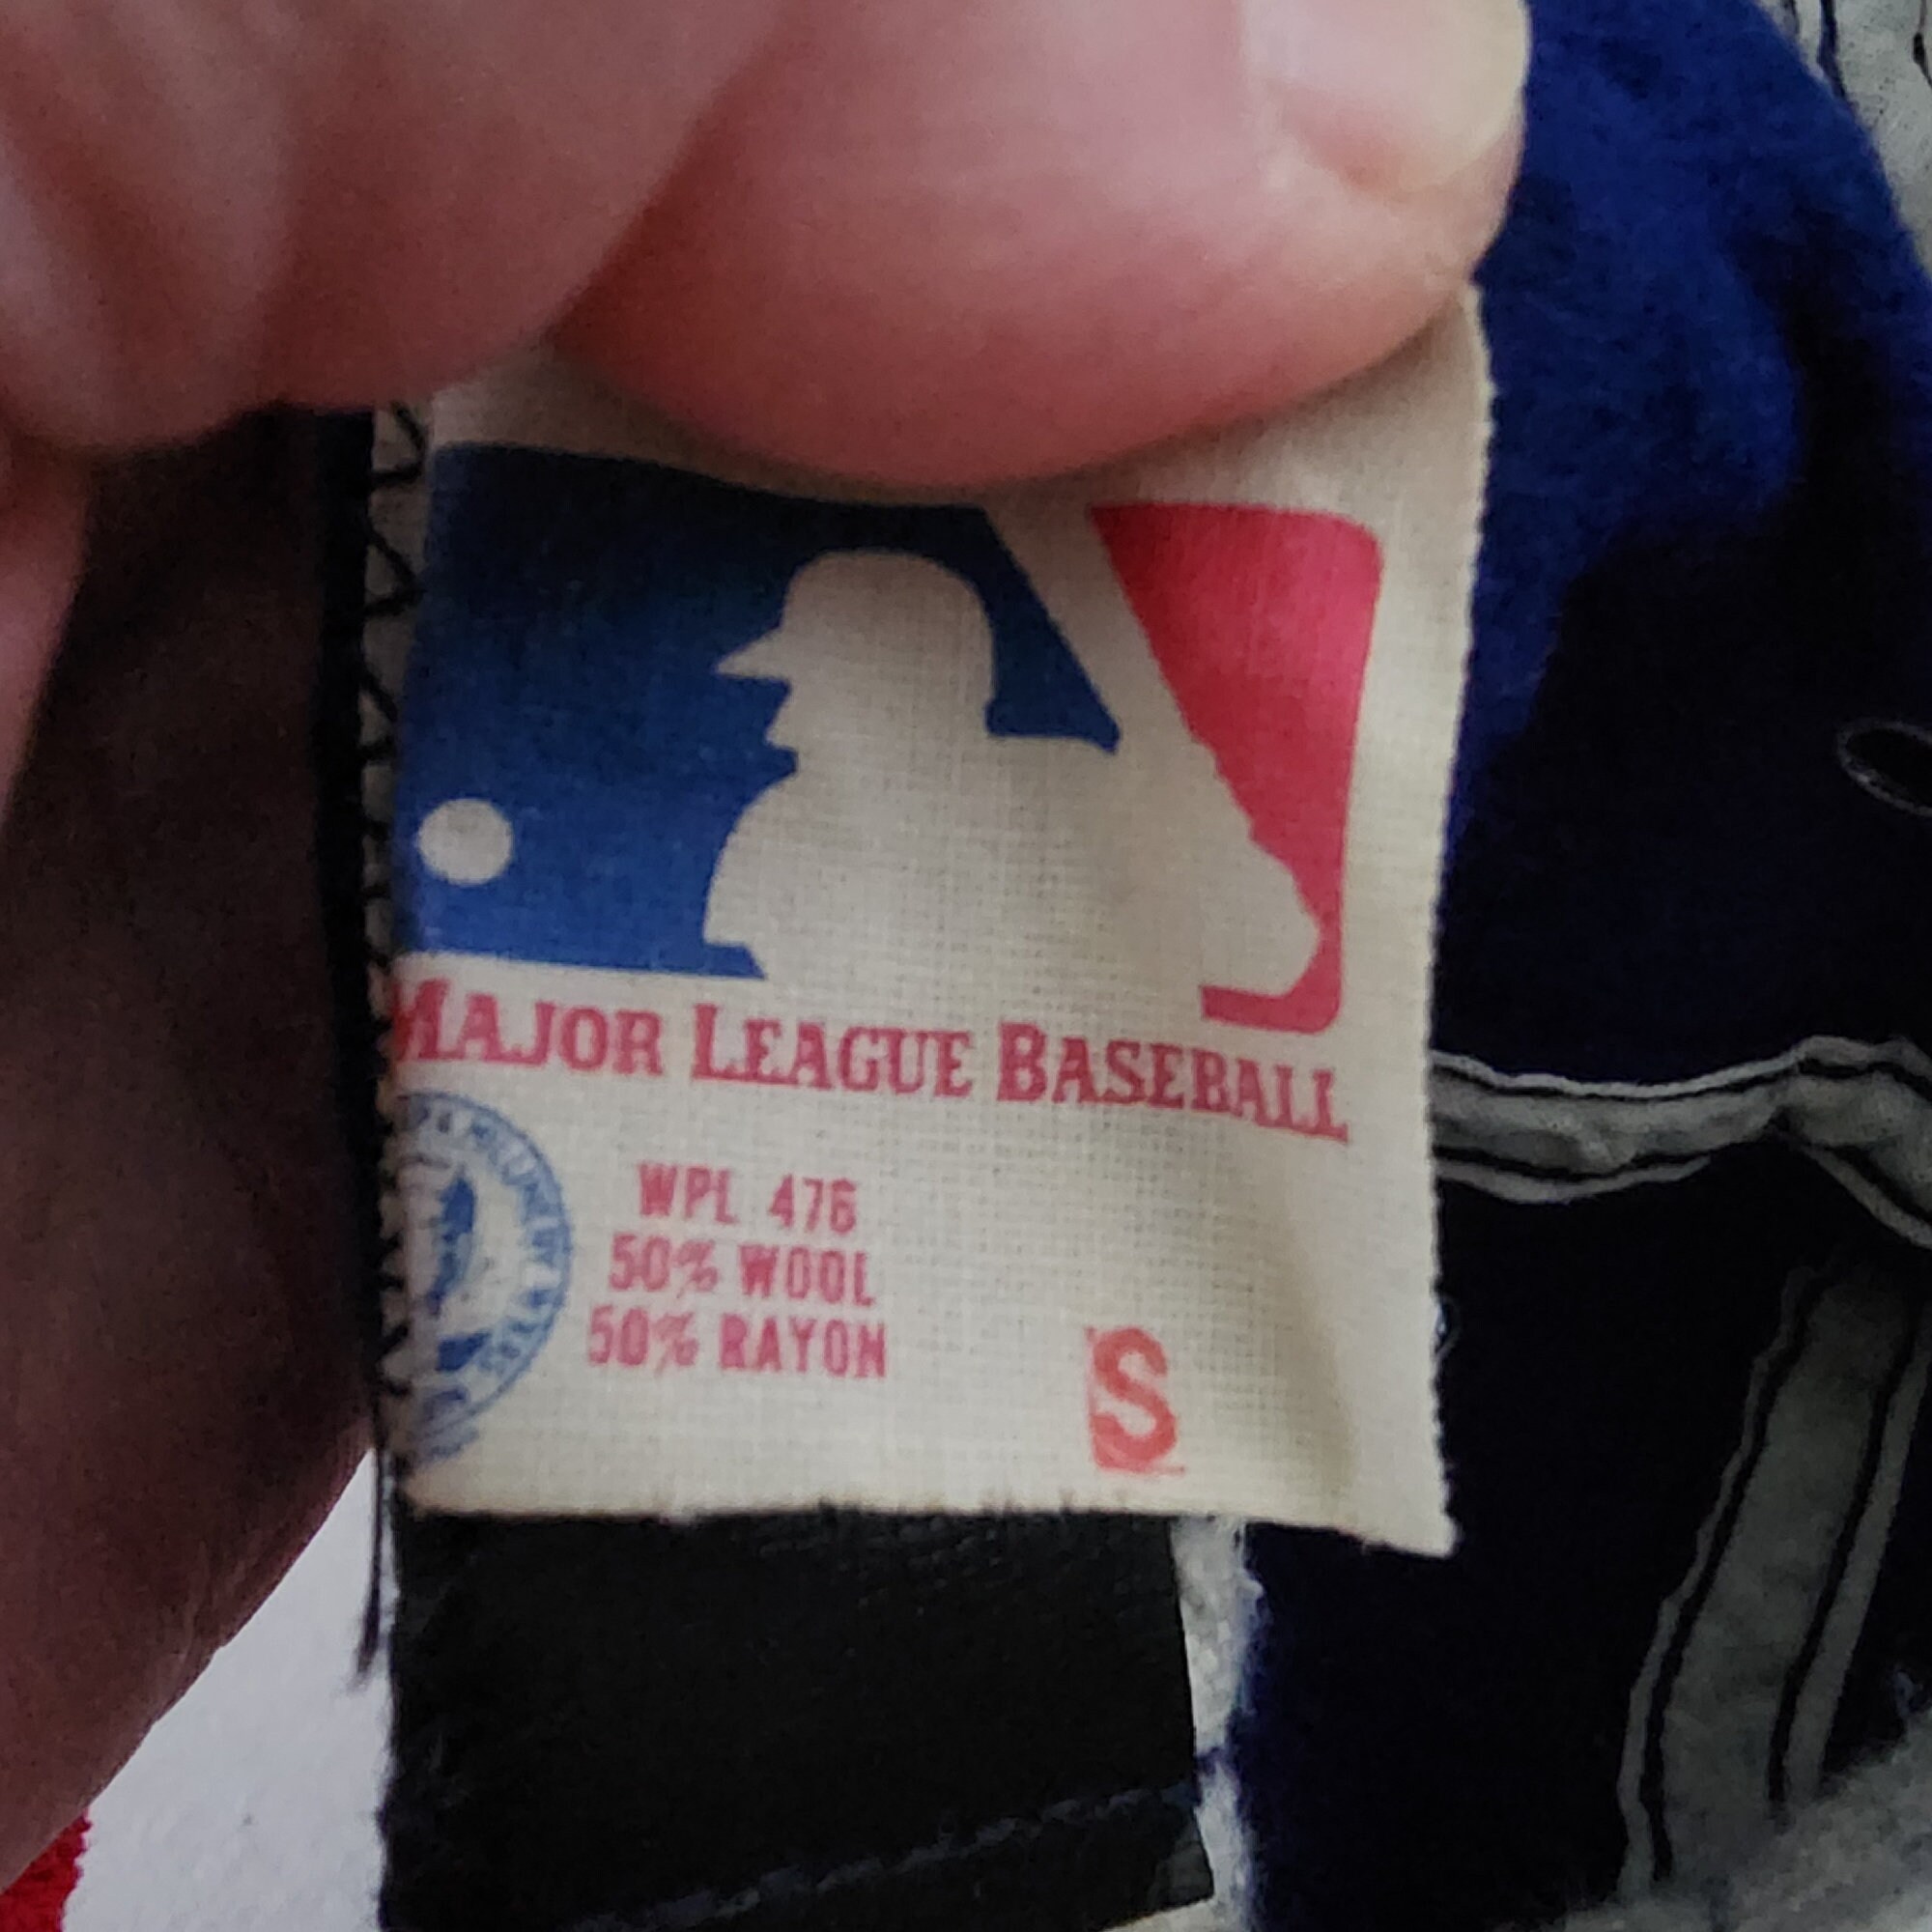 MAJOR LEAGUE BASEBALL
WPL 476
50% WOOL
50% RAYON
S